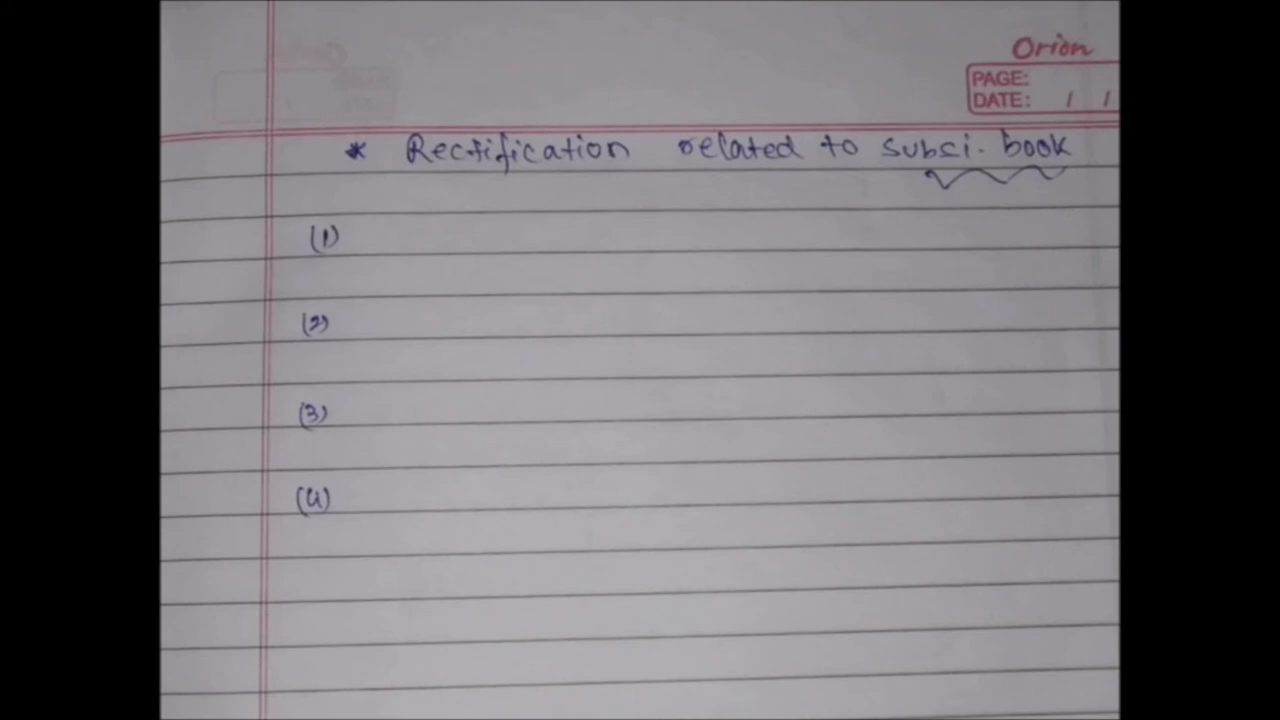 Orion
PAGE:
DATE: / /
* Rectification related to subsi. book
(1)
(2)
(3)
(4)